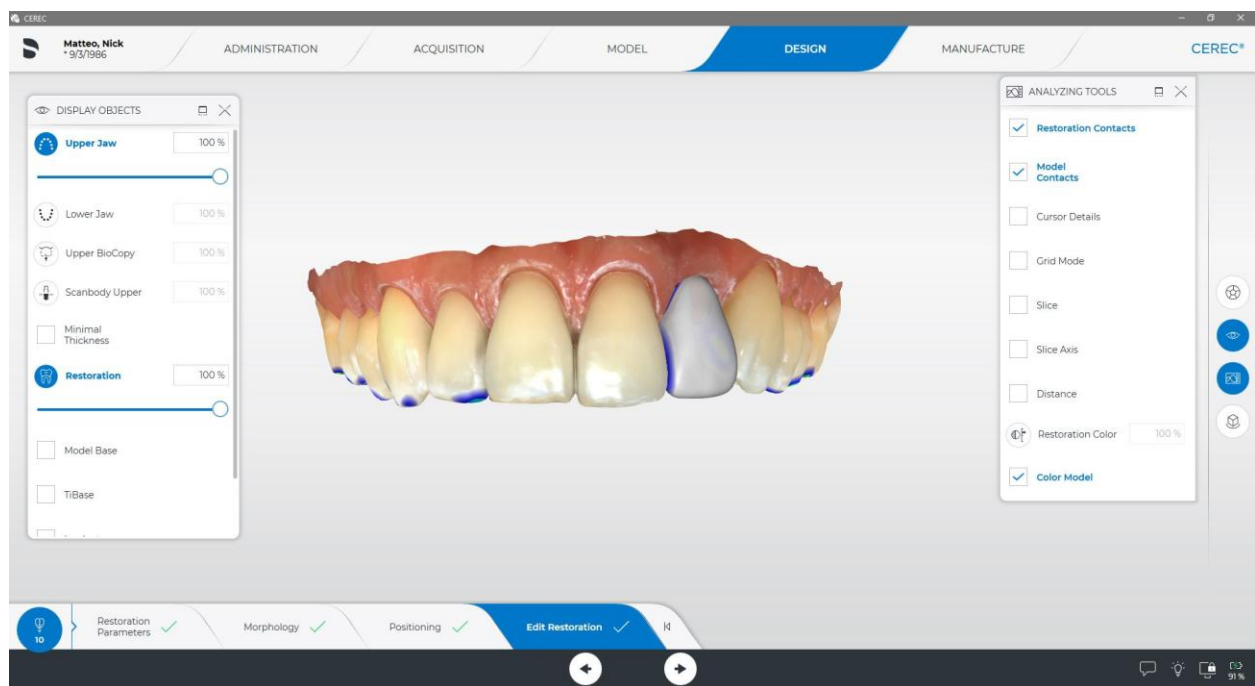 CEREC
Matteo, Nick
* 9/3/1986
ADMINISTRATION
ACQUISITION
MODEL
DESIGN
MANUFACTURE
CEREC®
DISPLAY OBJECTS
Upper Jaw
100 %
Lower Jaw
100 %
Upper BioCopy
100 %
Scanbody Upper
100 %
Minimal
Thickness
Restoration
100 %
Model Base
TiBase
ANALYZING TOOLS
Restoration Contacts
Model
Contacts
Cursor Details
Grid Mode
Slice
Slice Axis
Distance
Restoration Color
100 %
Color Model
10
Restoration
Parameters
Morphology
Positioning
Edit Restoration
91 %